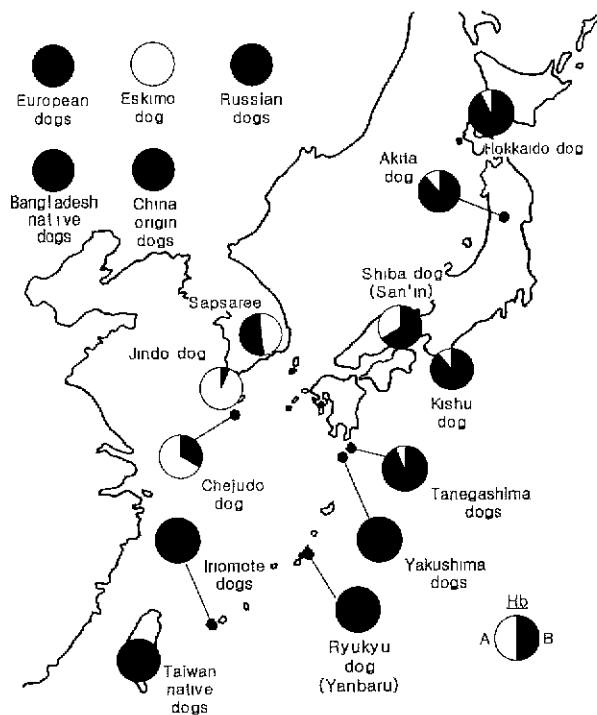 European
dogs
Eskimo
dog
Russian
dogs
Bangladesh
native
dogs
China
origin
dogs
Hokkaido dog
Akita
dog
Shiba dog
(San'in)
Sapsaree
Jindo dog
Kishu
dog
Chejudo
dog
Tanegashima
dogs
Iriomote
dogs
Yakushima
dogs
Ryukyu
dog
(Yanbaru)
Taiwan
native
dogs
Hb
A B